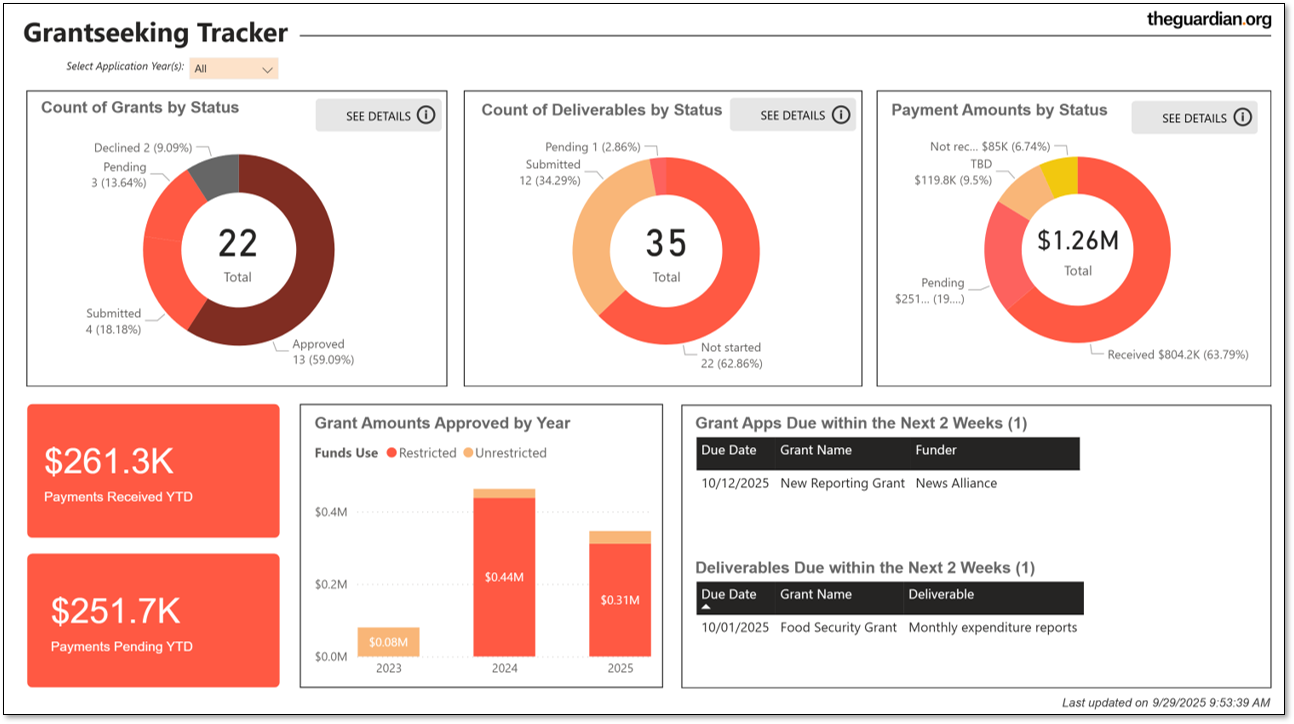 Grantseeking Tracker
theguardian.org
Select Application Year(s):
All
Count of Grants by Status
SEE DETAILS
Declined 2 (9.09%)
Pending
3 (13.64%)
22
Total
Submitted
4 (18.18%)
Approved
13 (59.09%)
Count of Deliverables by Status
SEE DETAILS
Pending 1 (2.86%)
Submitted
12 (34.29%)
35
Total
Not started
22 (62.86%)
Payment Amounts by Status
SEE DETAILS
Not rec... $85K (6.74%)
TBD
$119.8K (9.5%)
$1.26M
Total
Pending
$251... (19....)
Received $804.2K (63.79%)
$261.3K
Payments Received YTD
$251.7K
Payments Pending YTD
Grant Amounts Approved by Year
Funds Use Restricted Unrestricted
$0.4M
$0.2M
$0.0M
$0.08M
$0.44M
$0.31M
2023 2024 2025
Grant Apps Due within the Next 2 Weeks (1)
Due Date Grant Name Funder
10/12/2025 New Reporting Grant News Alliance
Deliverables Due within the Next 2 Weeks (1)
Due Date Grant Name Deliverable
10/01/2025 Food Security Grant Monthly expenditure reports
Last updated on 9/29/2025 9:53:39 AM